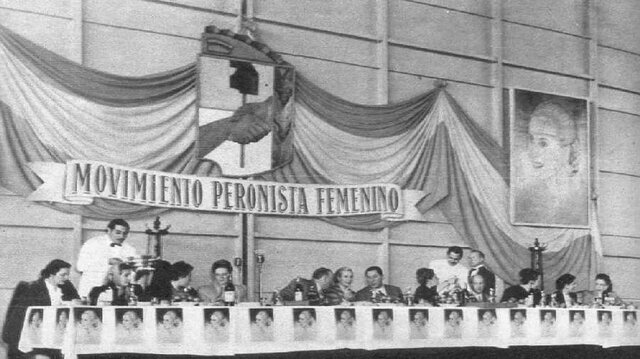 MOVIMIENTO PERONISTA FEMENINO